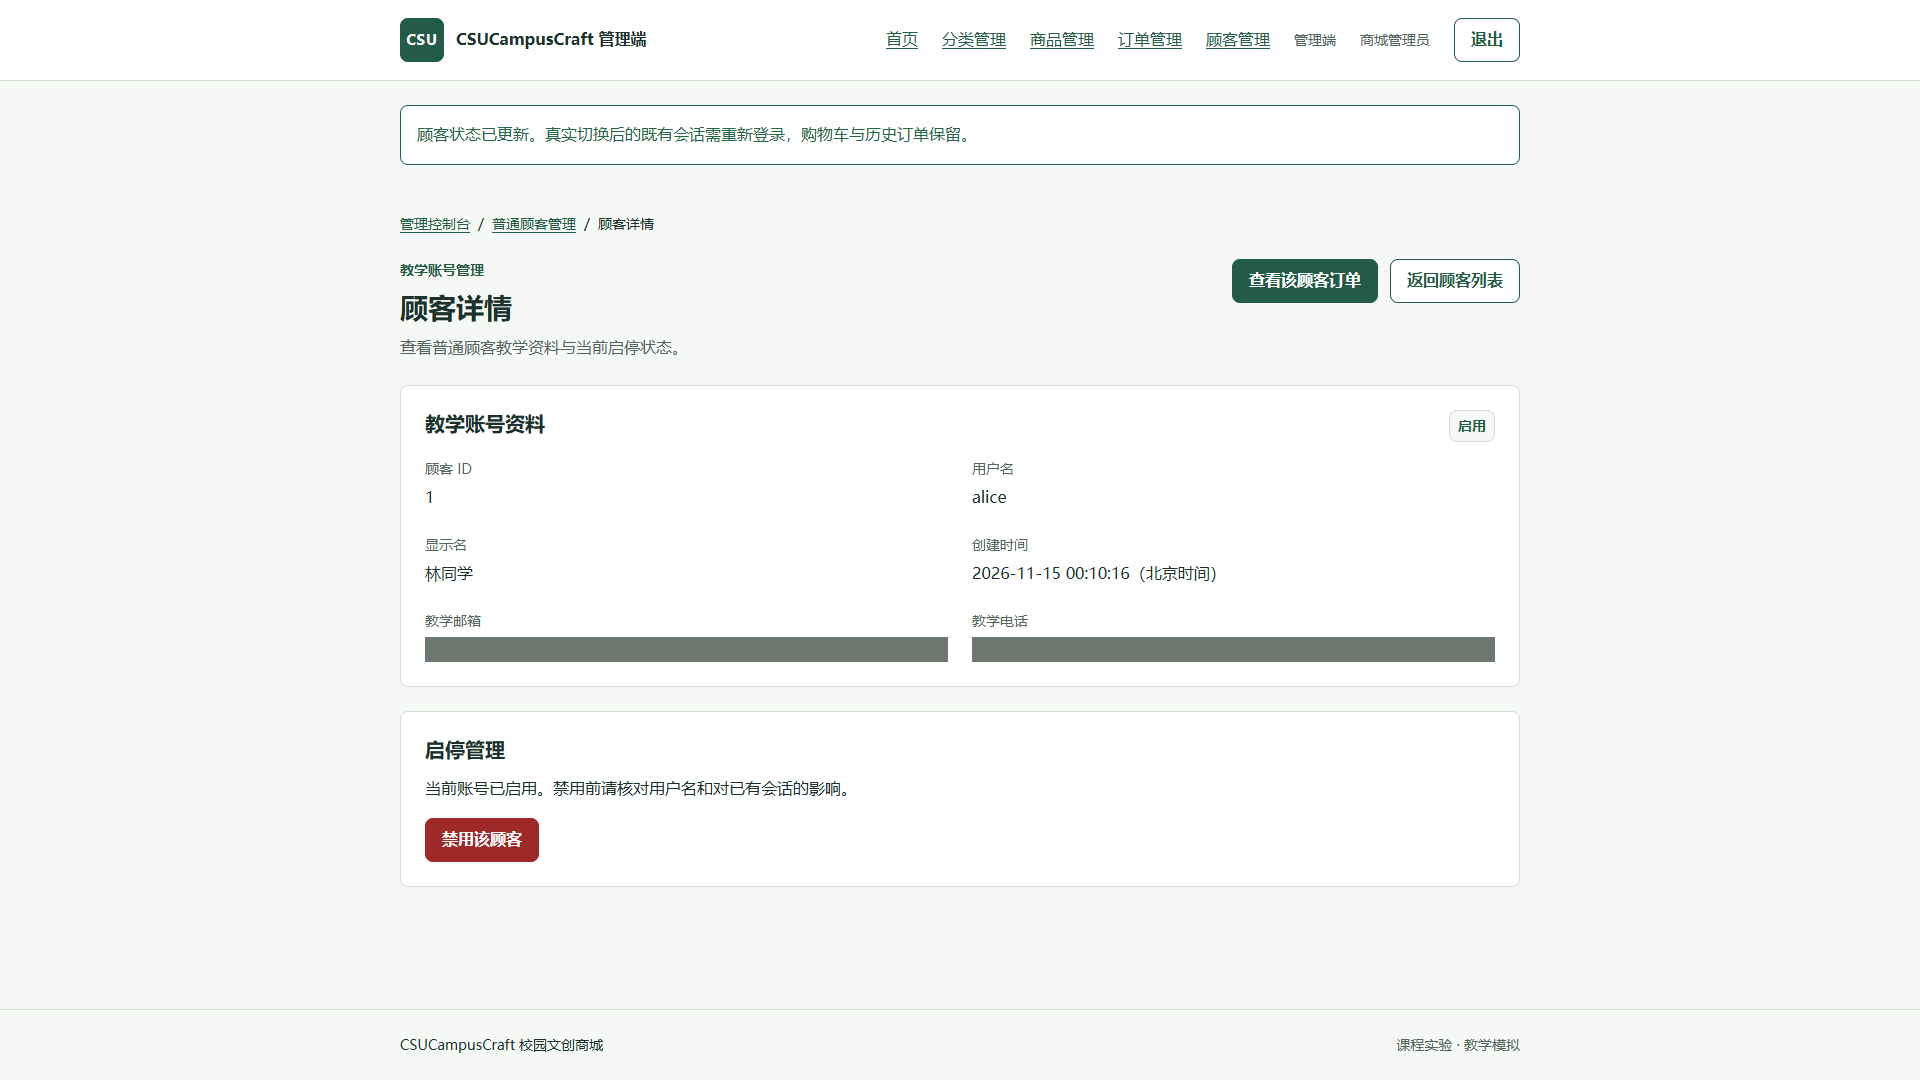 CSU CSUCampusCraft 管理端 首页 分类管理 商品管理 订单管理 顾客管理 管理端 商城管理员 退出
顾客状态已更新。真实切换后的既有会话需重新登录，购物车与历史订单保留。
管理控制台 / 普通顾客管理 / 顾客详情
教学账号管理
顾客详情
查看普通顾客教学资料与当前启停状态。
查看该顾客订单 返回顾客列表
教学账号资料 启用
顾客 ID 用户名
1 alice
显示名 创建时间
林同学 2026-11-15 00:10:16（北京时间）
教学邮箱 教学电话
启停管理
当前账号已启用。禁用前请核对用户名和对已有会话的影响。
禁用该顾客
CSUCampusCraft 校园文创商城 课程实验 · 教学模拟